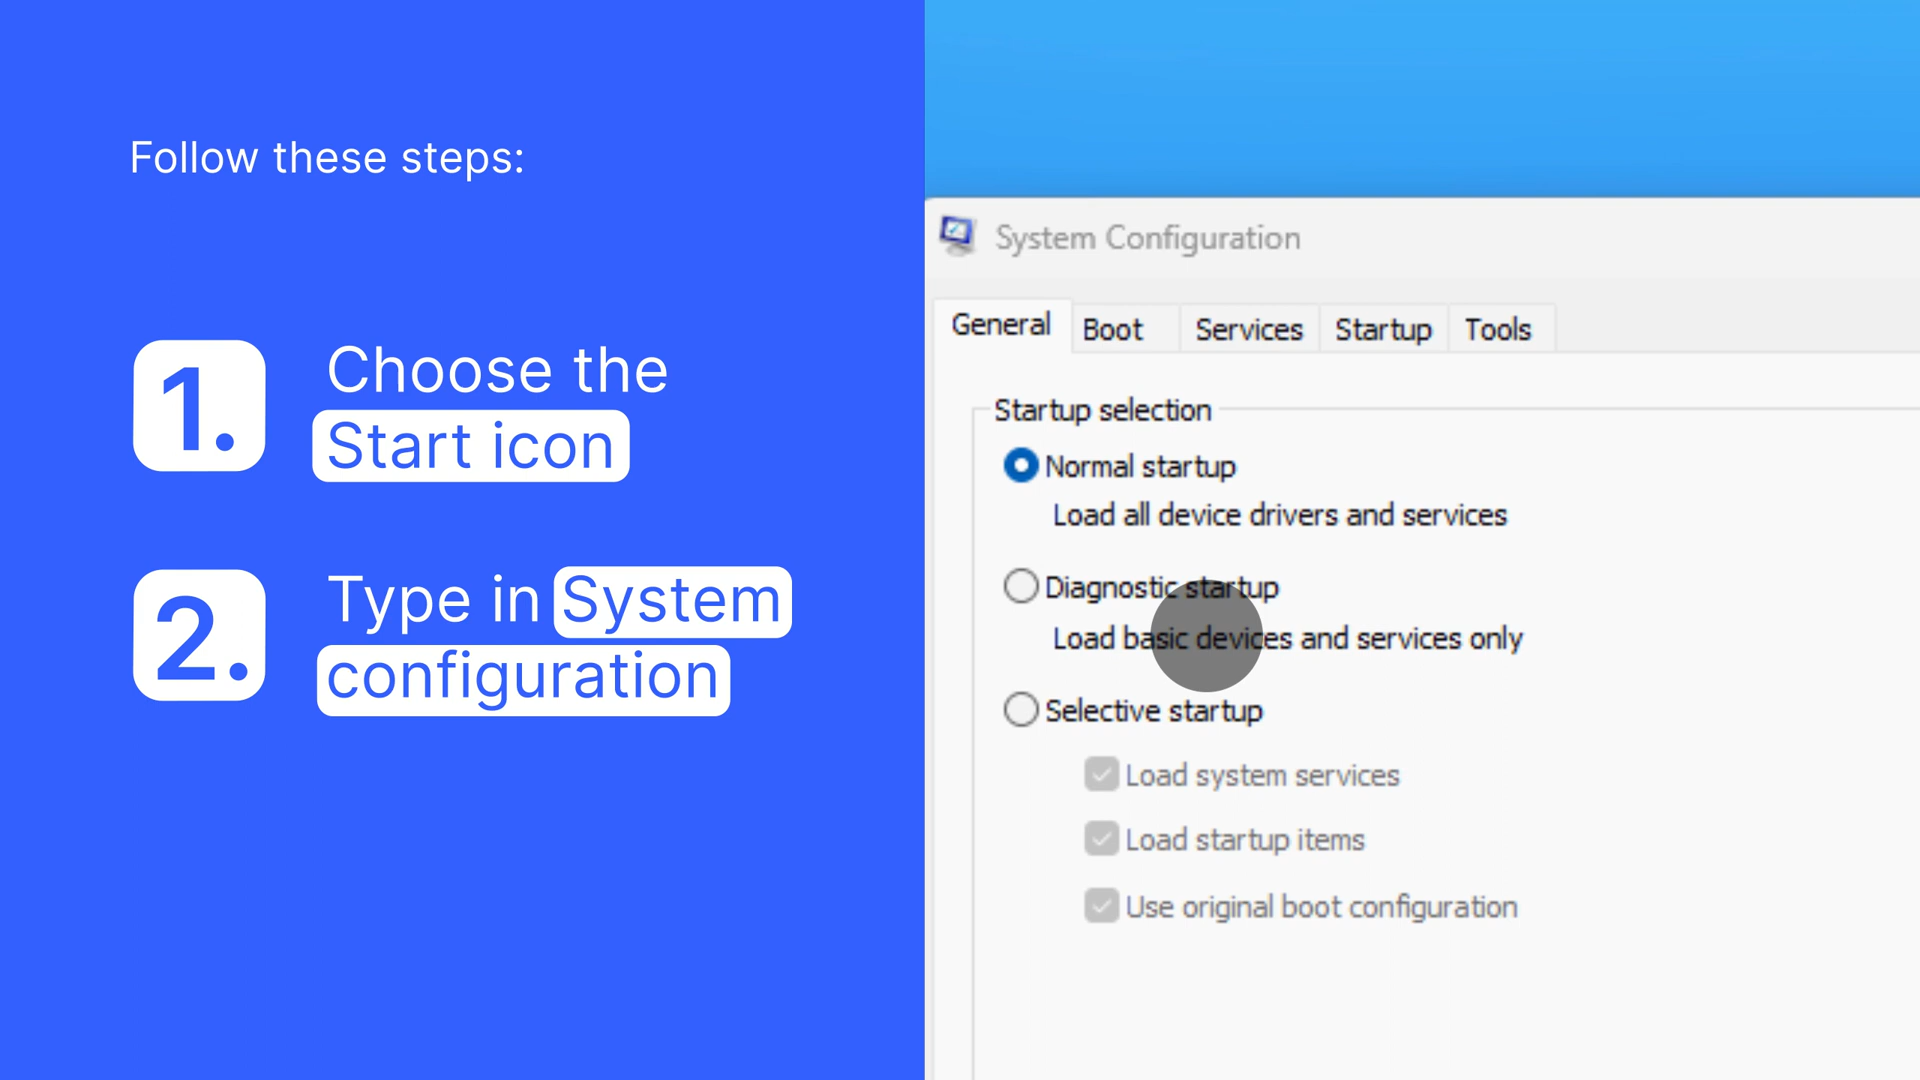 Follow these steps:
1. Choose the
Start icon
2. Type in System
configuration
System Configuration
General Boot Services Startup Tools
Startup selection
Normal startup
Load all device drivers and services
Diagnostic startup
Load basic devices and services only
Selective startup
Load system services
Load startup items
Use original boot configuration